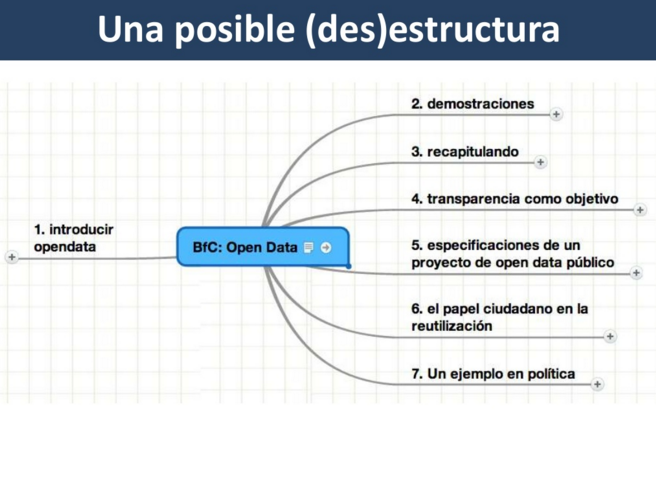 Una posible (des)estructura
1. introducir
opendata
BfC: Open Data
2. demostraciones
3. recapitulando
4. transparencia como objetivo
5. especificaciones de un
proyecto de open data público
6. el papel ciudadano en la
reutilización
7. Un ejemplo en política